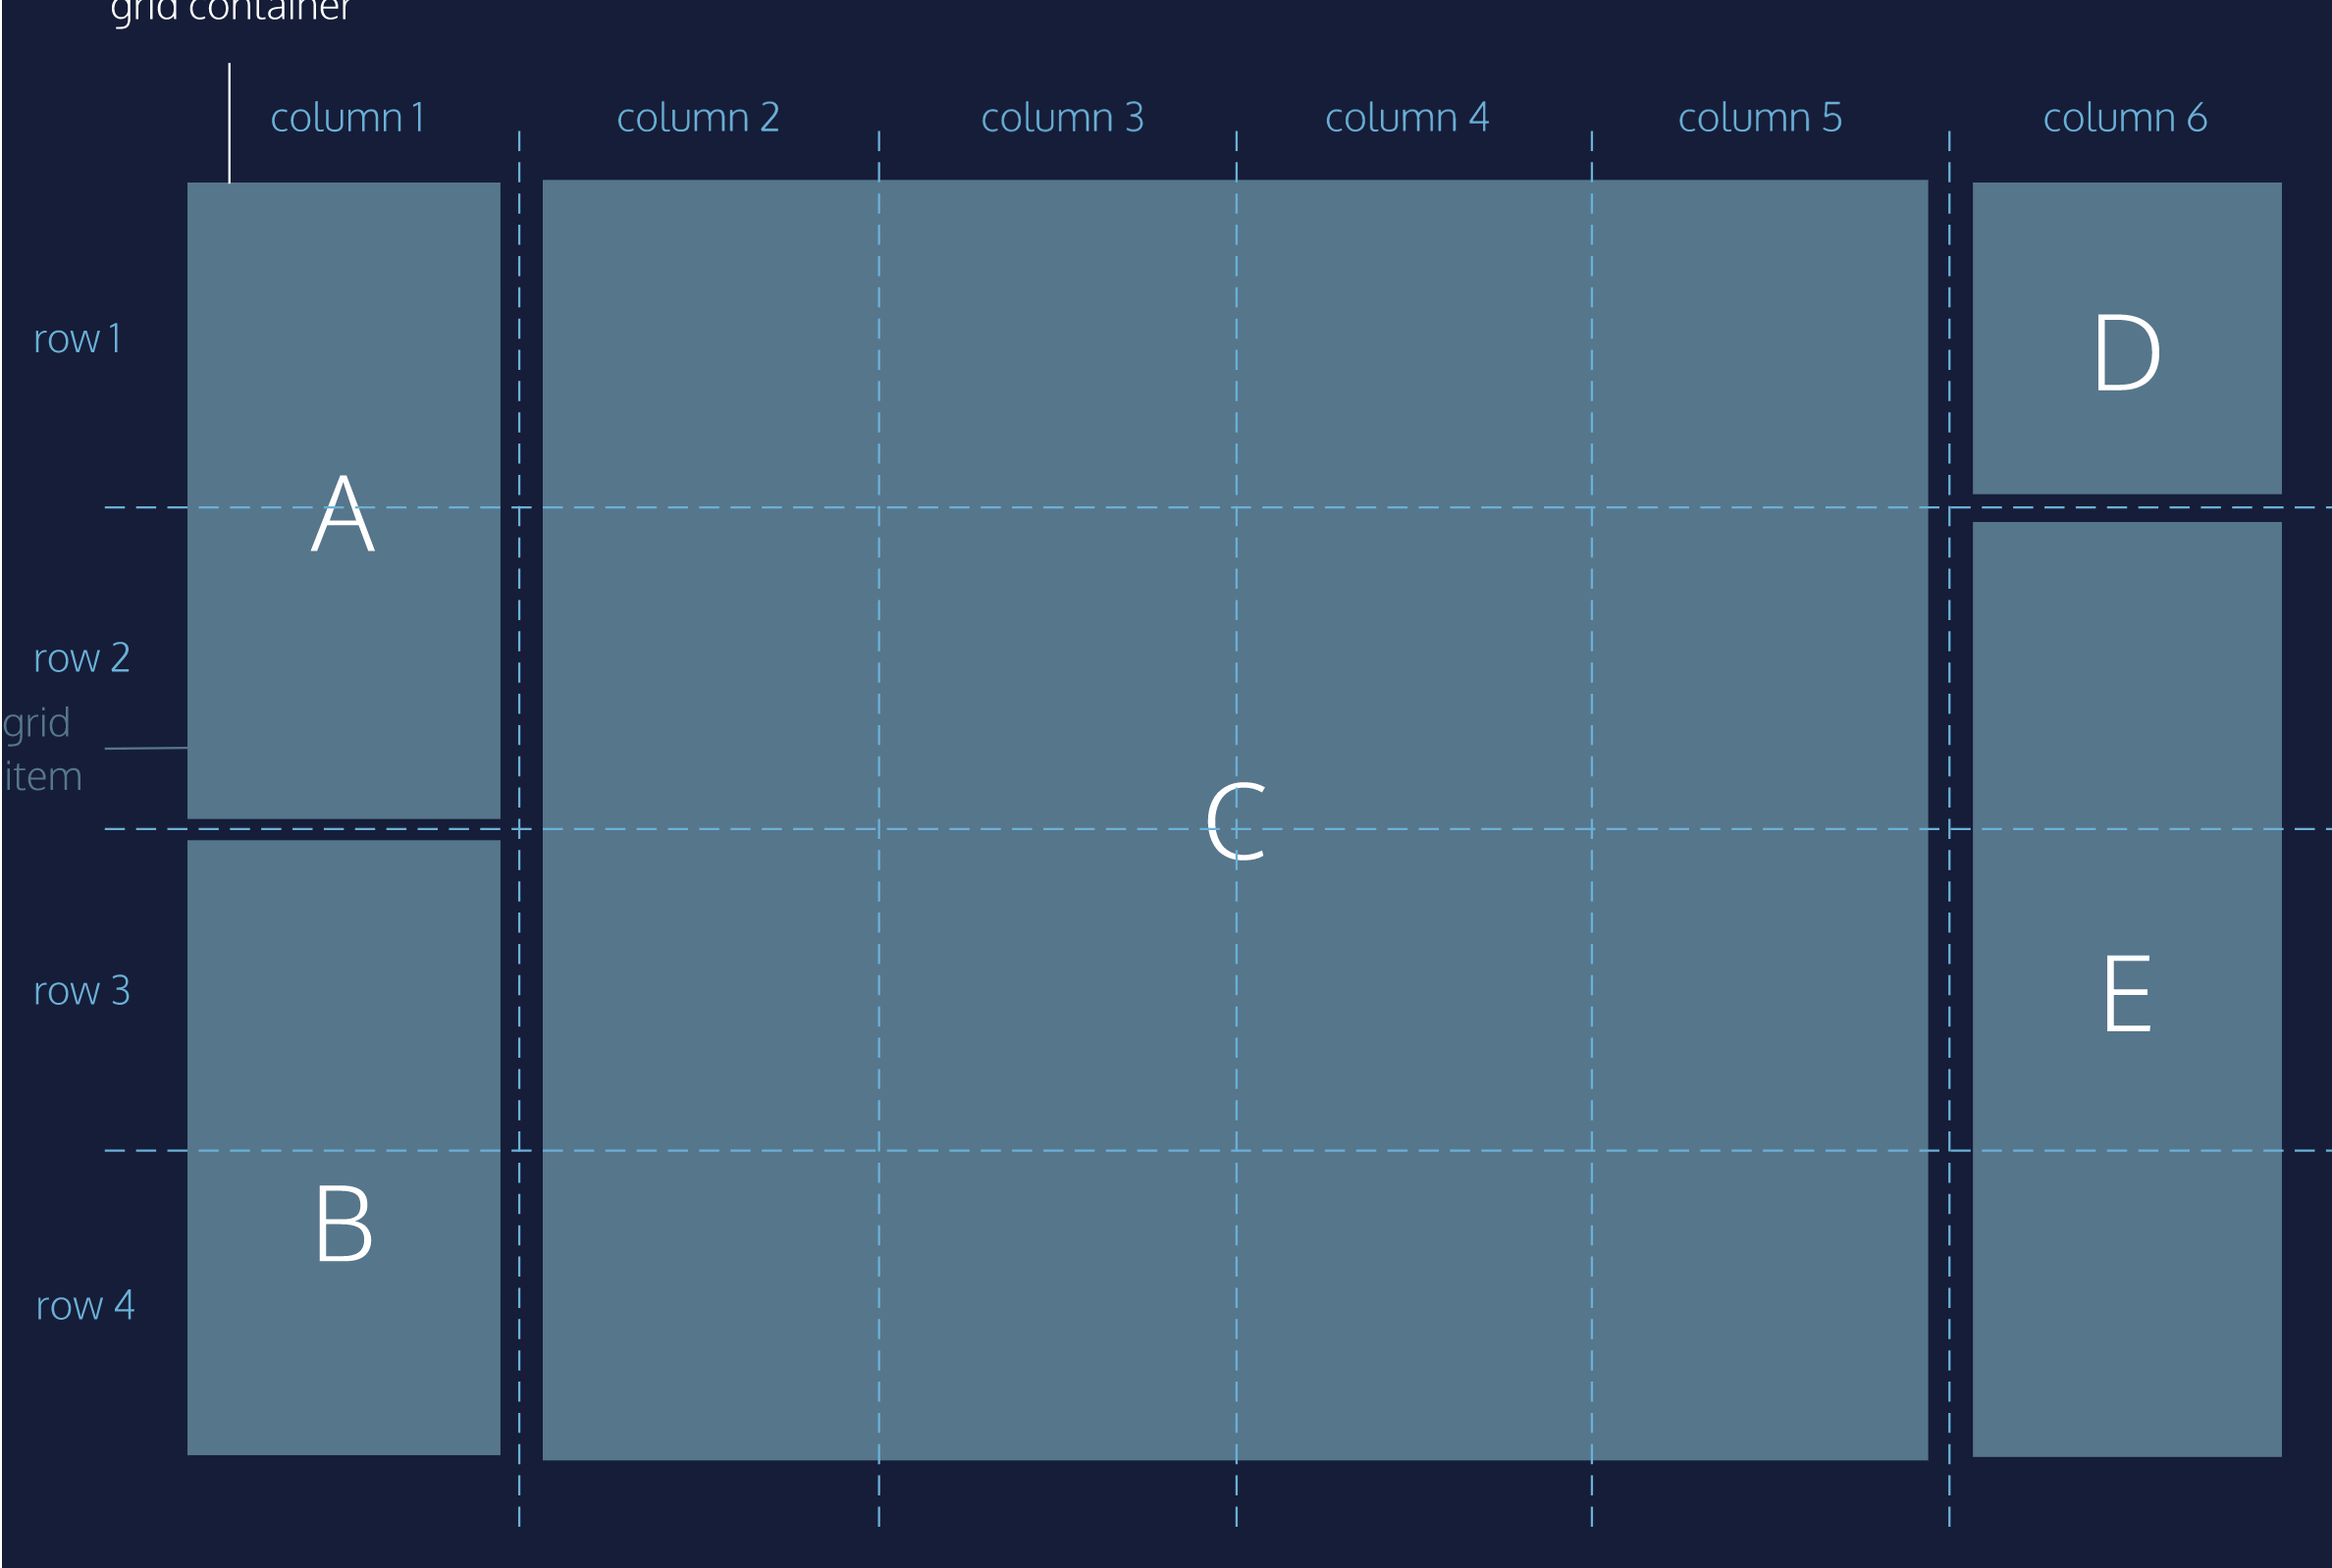 grid container
column 1
column 2
column 3
column 4
column 5
column 6
row 1
D
A
row 2
grid
item
C
row 3
E
B
row 4